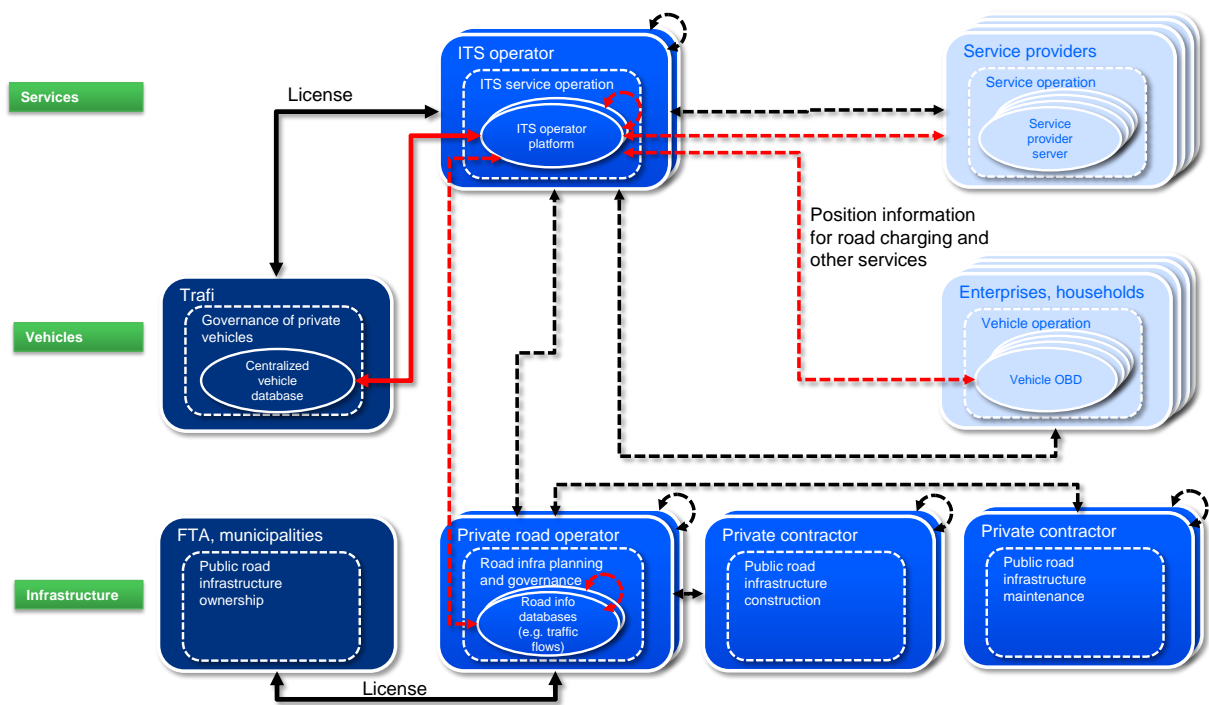 ITS operator
Service providers
ITS service operation
Service operation
Services
License
ITS operator
platform
Service
provider
server
Position information
for road charging and
other services
Trafi
Enterprises, households
Governance of private
vehicles
Vehicle operation
Vehicles
Centralized
vehicle
database
Vehicle OBD
FTA, municipalities
Private road operator
Private contractor
Private contractor
Public road
infrastructure
ownership
Road infra planning
and governance
Public road
infrastructure
construction
Public road
infrastructure
maintenance
Infrastructure
Road info
databases
(e.g. traffic
flows)
License